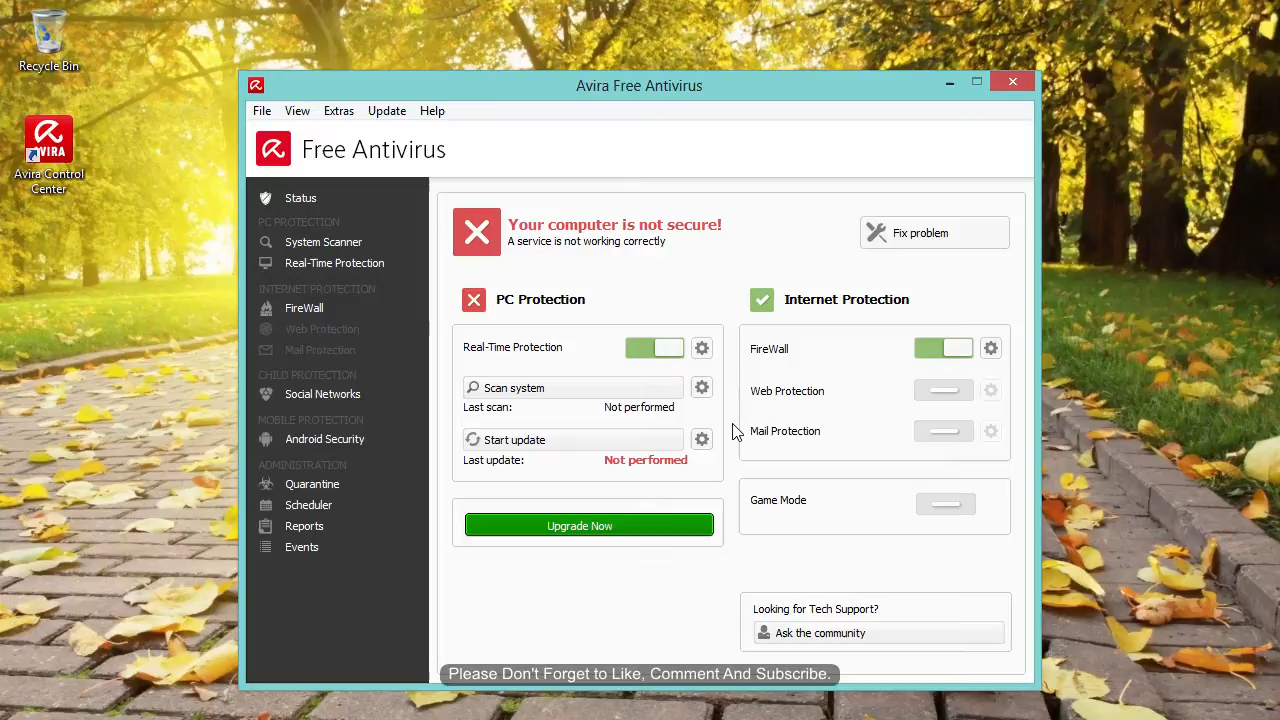 Recycle Bin
AVIRA
Avira Control
Center
Avira Free Antivirus
File View Extras Update Help
Free Antivirus
Status
PC PROTECTION
System Scanner
Real-Time Protection
INTERNET PROTECTION
FireWall
Web Protection
Mail Protection
CHILD PROTECTION
Social Networks
MOBILE PROTECTION
Android Security
ADMINISTRATION
Quarantine
Scheduler
Reports
Events
Your computer is not secure!
A service is not working correctly
Fix problem
PC Protection
Real-Time Protection
Scan system
Last scan: Not performed
Start update
Last update: Not performed
Upgrade Now
Internet Protection
FireWall
Web Protection
Mail Protection
Game Mode
Looking for Tech Support?
Ask the community
Please Don't Forget to Like, Comment And Subscribe.